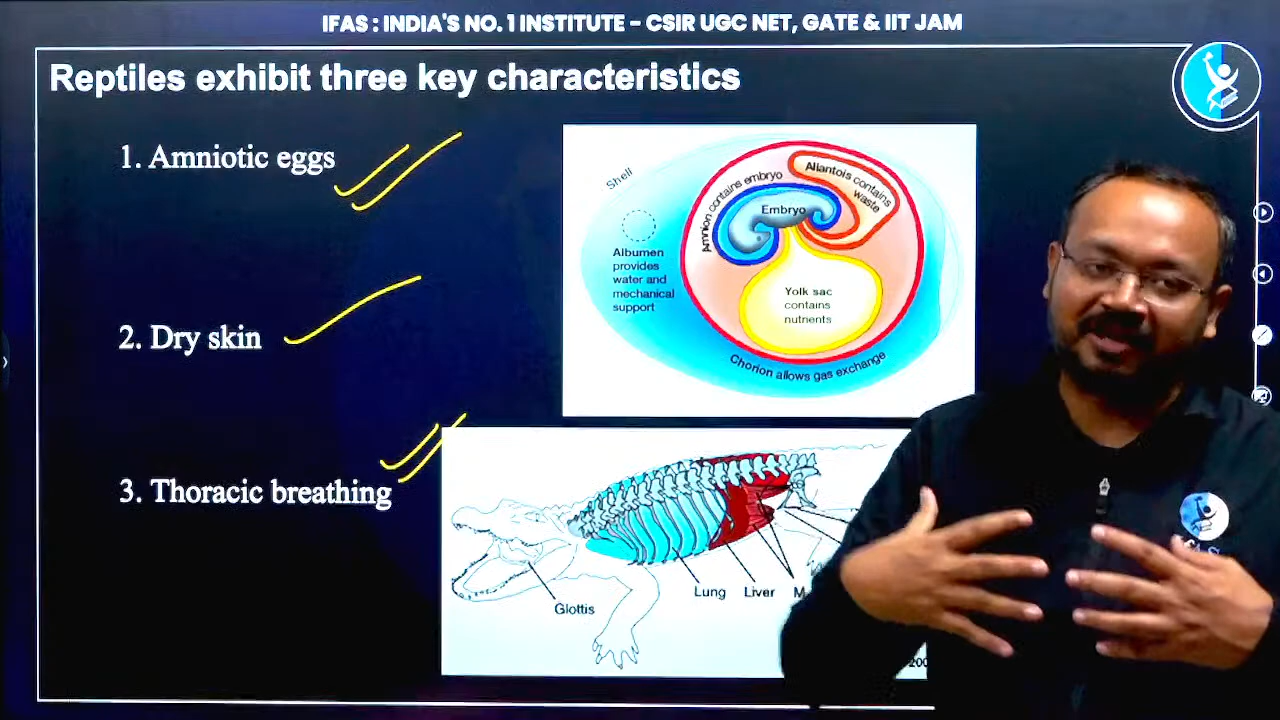 IFAS : INDIA'S NO. 1 INSTITUTE - CSIR UGC NET, GATE & IIT JAM
Reptiles exhibit three key characteristics
1. Amniotic eggs
2. Dry skin
3. Thoracic breathing
Shell
Amnion contains embryo
Allantois contains
waste
Embryo
Albumen
provides
water and
mechanical
support
Yolk sac
contains
nutrients
Chorion allows gas exchange
Glottis
Lung
Liver